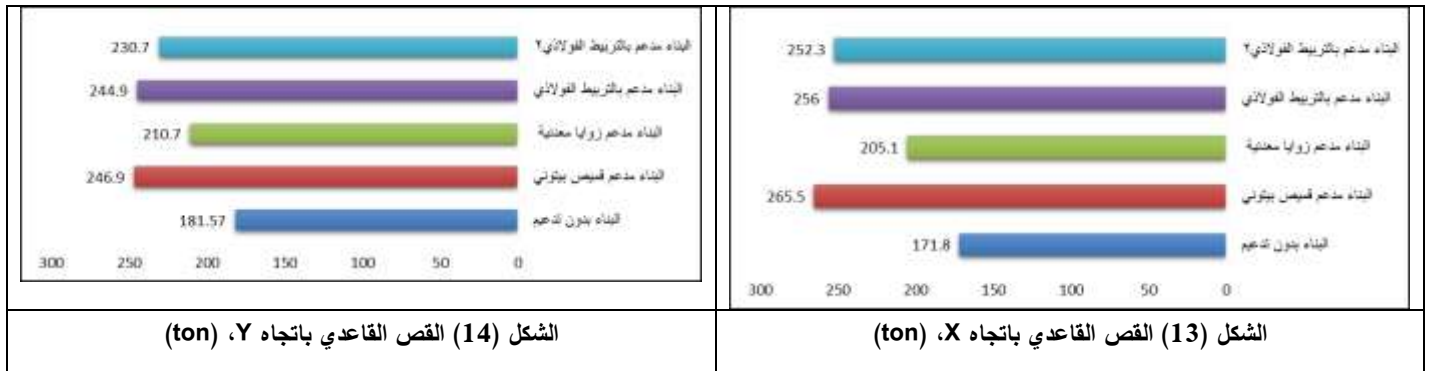 252.3 البناء مدعم بالتربيط الفولاذي٢
256 البناء مدعم بالتربيط الفولاذي
205.1 البناء مدعم زوايا معدنية
265.5 البناء مدعم قميص بيتوني
171.8 البناء بدون تدعيم
300 250 200 150 100 50 0
الشكل (13) القص القاعدي باتجاه X، (ton)
230.7 البناء مدعم بالتربيط الفولاذي٢
244.9 البناء مدعم بالتربيط الفولاذي
210.7 البناء مدعم زوايا معدنية
246.9 البناء مدعم قميص بيتوني
181.57 البناء بدون تدعيم
300 250 200 150 100 50 0
الشكل (14) القص القاعدي باتجاه Y، (ton)